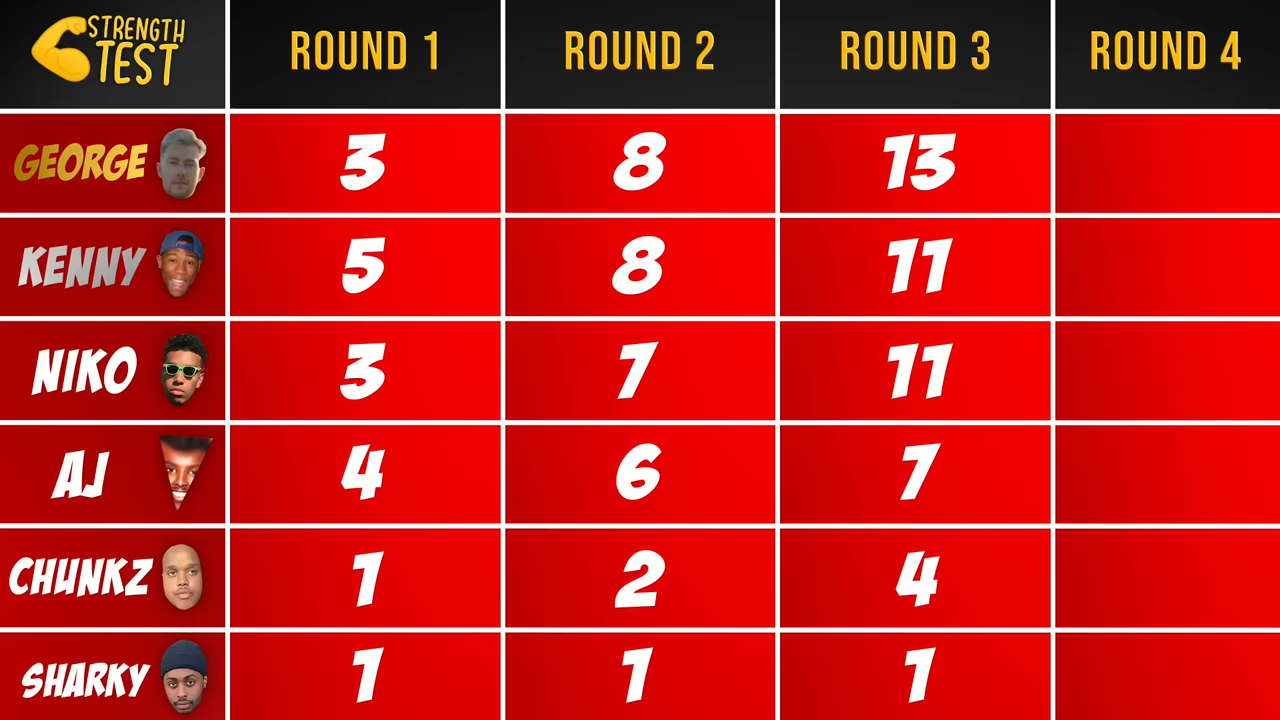 STRENGTH
TEST
ROUND 1 ROUND 2 ROUND 3 ROUND 4
GEORGE 3 8 13
KENNY 5 8 11
NIKO 3 7 11
AJ 4 6 7
CHUNKZ 1 2 4
SHARKY 1 1 1